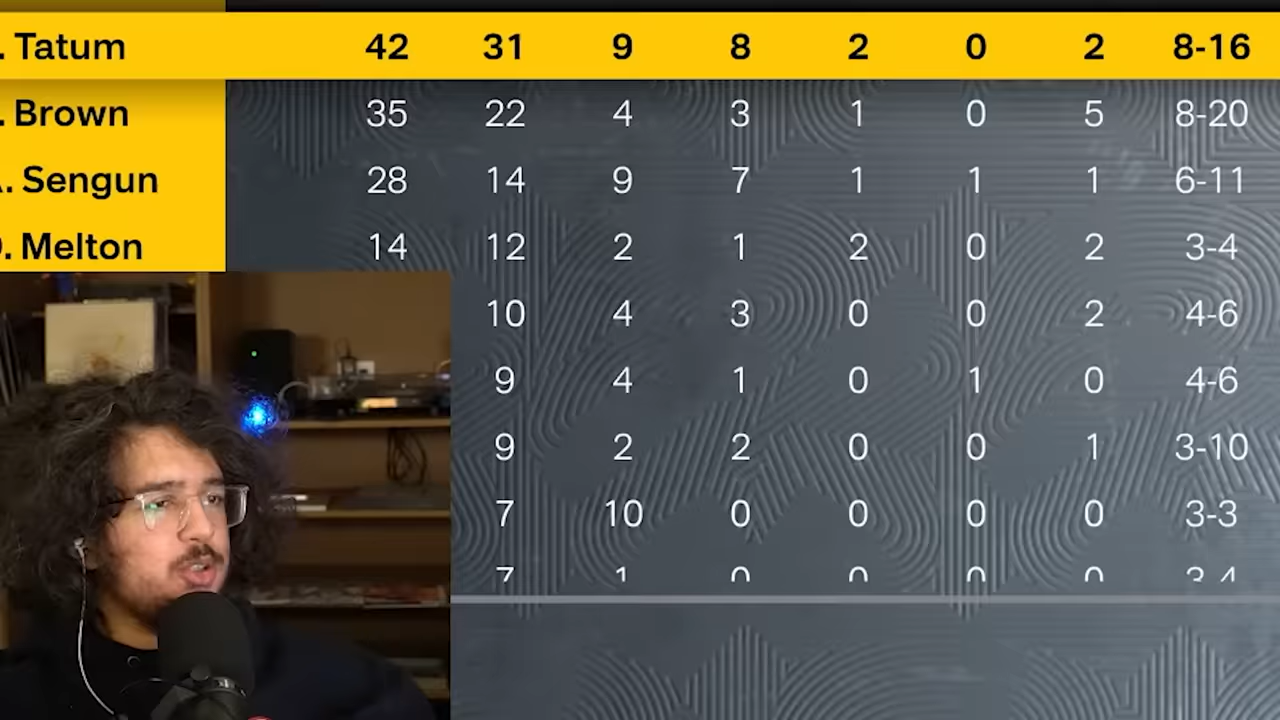 . Tatum 42 31 9 8 2 0 2 8-16
. Brown 35 22 4 3 1 0 5 8-20
. Sengun 28 14 9 7 1 1 1 6-11
. Melton 14 12 2 1 2 0 2 3-4
10 4 3 0 0 2 4-6
9 4 1 0 1 0 4-6
9 2 2 0 0 1 3-10
7 10 0 0 0 0 3-3